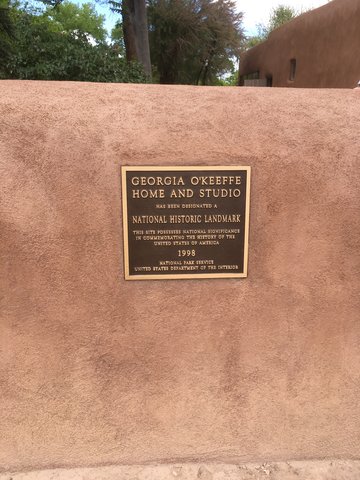 GEORGIA O'KEEFFE
HOME AND STUDIO
HAS BEEN DESIGNATED A
NATIONAL HISTORIC LANDMARK
THIS SITE POSSESSES NATIONAL SIGNIFICANCE
IN COMMEMORATING THE HISTORY OF THE
UNITED STATES OF AMERICA
1998
NATIONAL PARK SERVICE
UNITED STATES DEPARTMENT OF THE INTERIOR